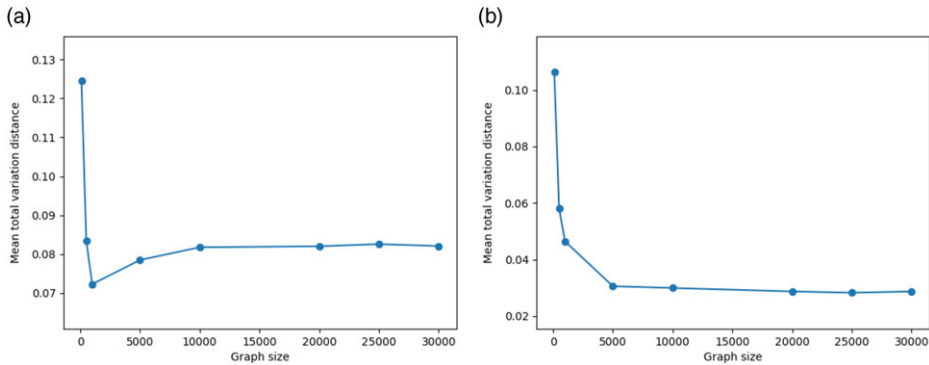 (a)
Mean total variation distance
0.13
0.12
0.11
0.10
0.09
0.08
0.07
0 5000 10000 15000 20000 25000 30000
Graph size
(b)
Mean total variation distance
0.10
0.08
0.06
0.04
0.02
0 5000 10000 15000 20000 25000 30000
Graph size